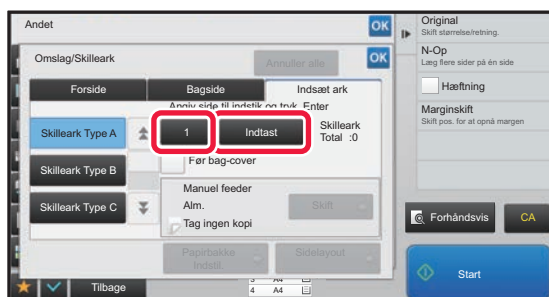 Andet
OK
Omslag/Skilleark
Annuller alle
OK
Forside
Bagside
Indsæt ark
Angiv side til indstik og tryk Enter
Skilleark Type A
1
Indtast
Skilleark
Total :0
Før bag-cover
Skilleark Type B
Skilleark Type C
Manuel feeder
Alm.
Tag ingen kopi
Skift
Papirbakke
Indstil.
Sidelayout
Tilbage
3 A4
4 A4
Original
Skift størrelse/retning.
N-Op
Læg flere sider på én side
Hæftning
Marginskift
Skift pos. for at opnå margen
Forhåndsvis
CA
Start